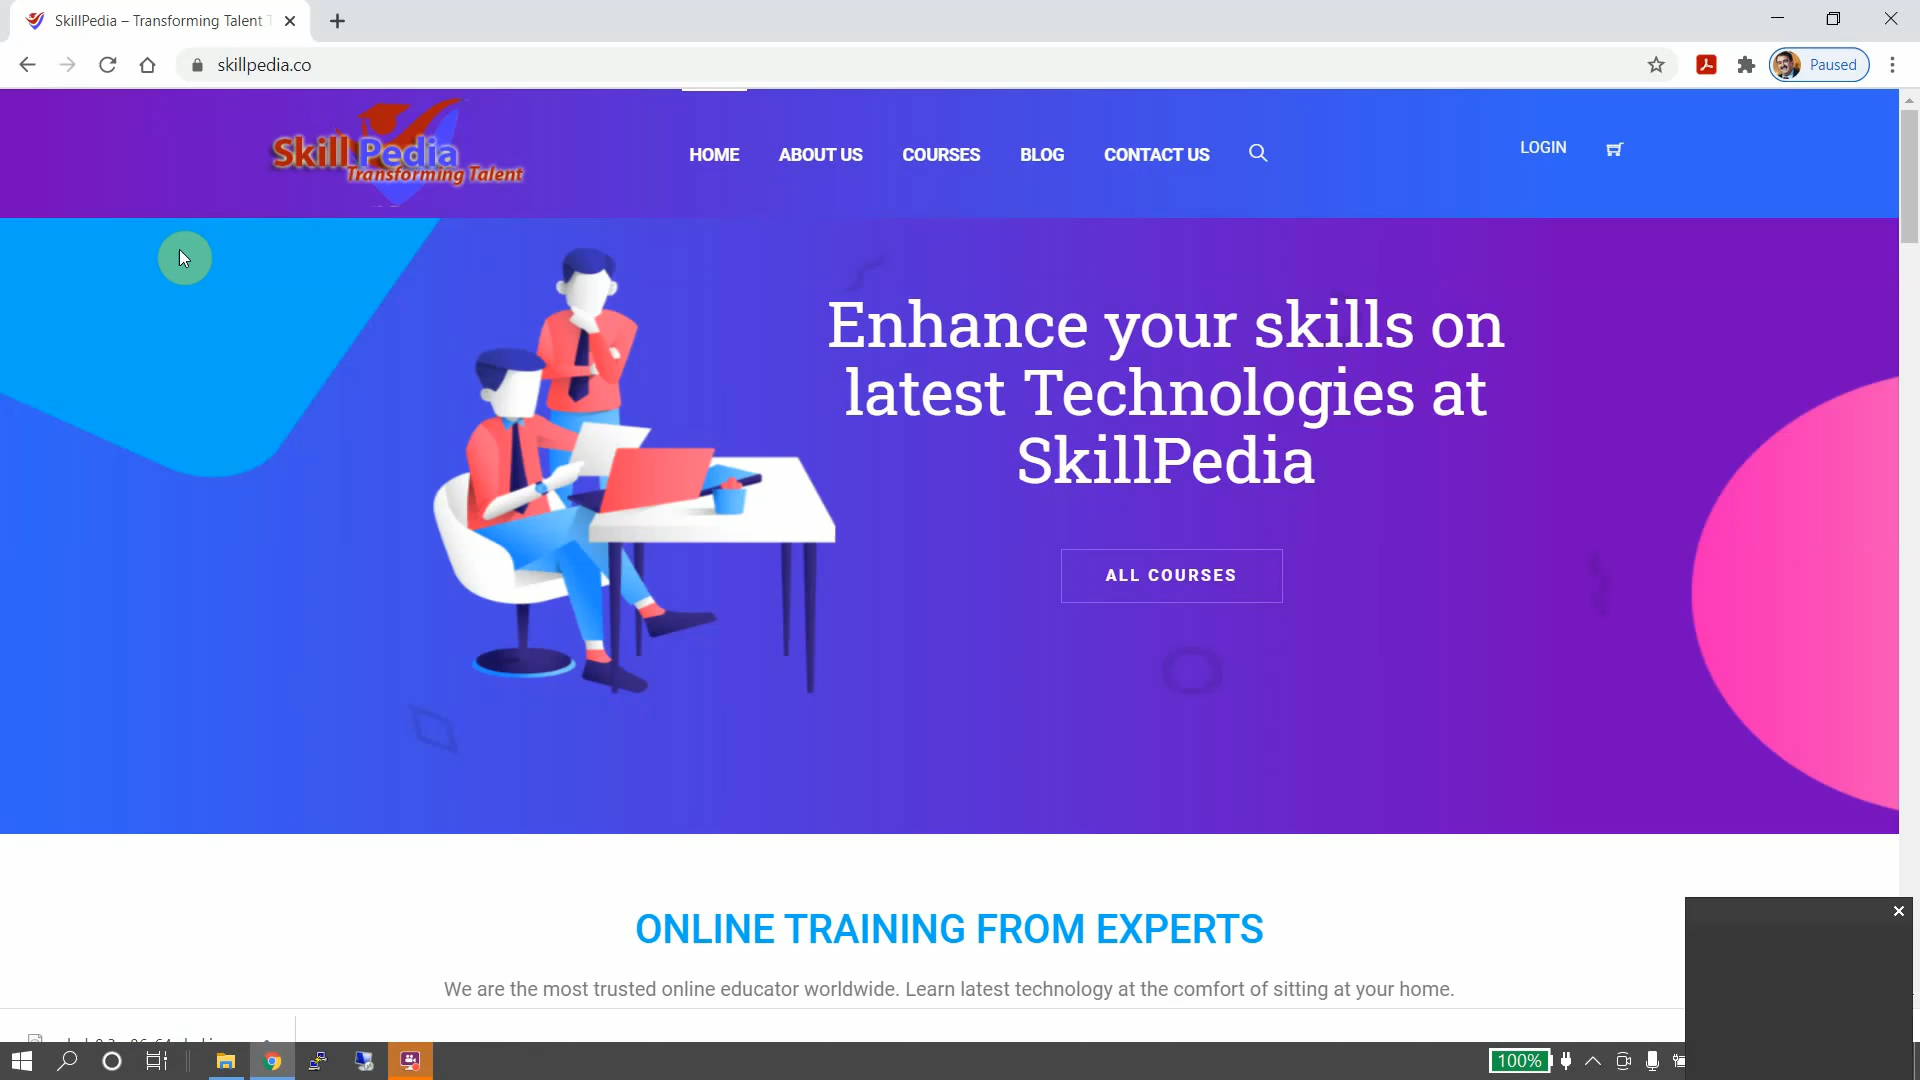 SkillPedia – Transforming Talent
skillpedia.co
Paused
SkillPedia
Transforming Talent
HOME
ABOUT US
COURSES
BLOG
CONTACT US
LOGIN
Enhance your skills on
latest Technologies at
SkillPedia
ALL COURSES
ONLINE TRAINING FROM EXPERTS
We are the most trusted online educator worldwide. Learn latest technology at the comfort of sitting at your home.
100%